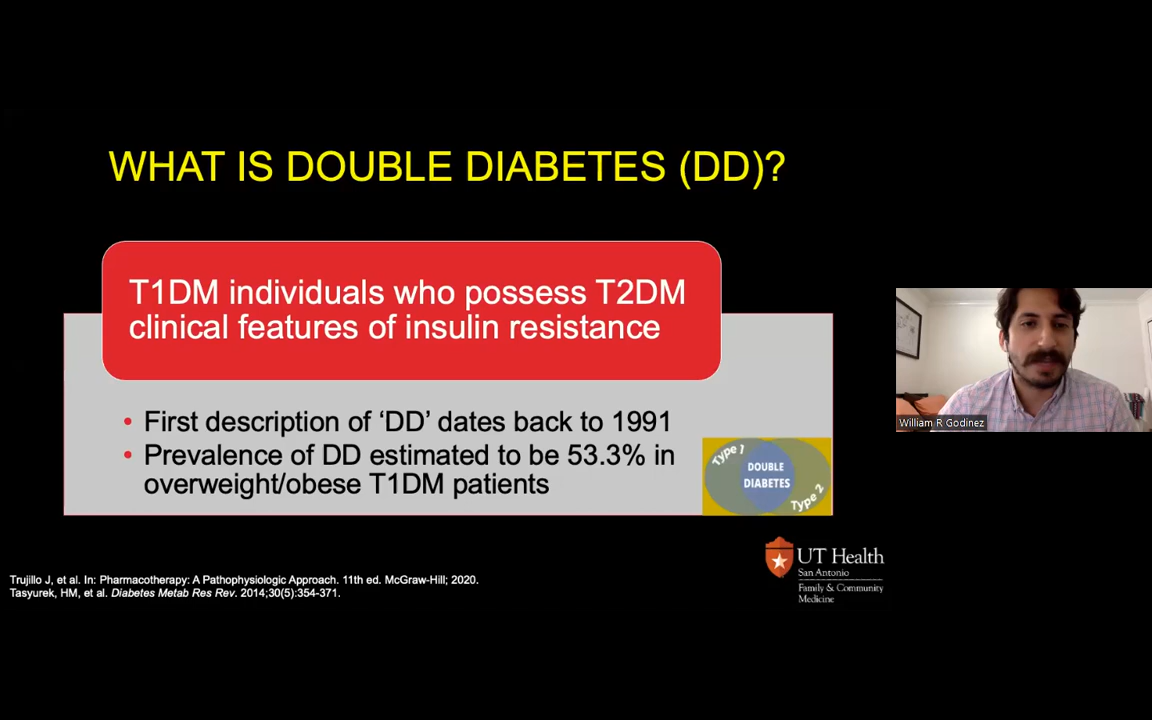 WHAT IS DOUBLE DIABETES (DD)?
T1DM individuals who possess T2DM
clinical features of insulin resistance
• First description of ‘DD’ dates back to 1991
• Prevalence of DD estimated to be 53.3% in
overweight/obese T1DM patients
Type 1
DOUBLE
DIABETES
Type 2
William R Godinez
UT Health
San Antonio
Family & Community
Medicine
Trujillo J, et al. In: Pharmacotherapy: A Pathophysiologic Approach. 11th ed. McGraw-Hill; 2020.
Tasyurek, HM, et al. Diabetes Metab Res Rev. 2014;30(5):354-371.